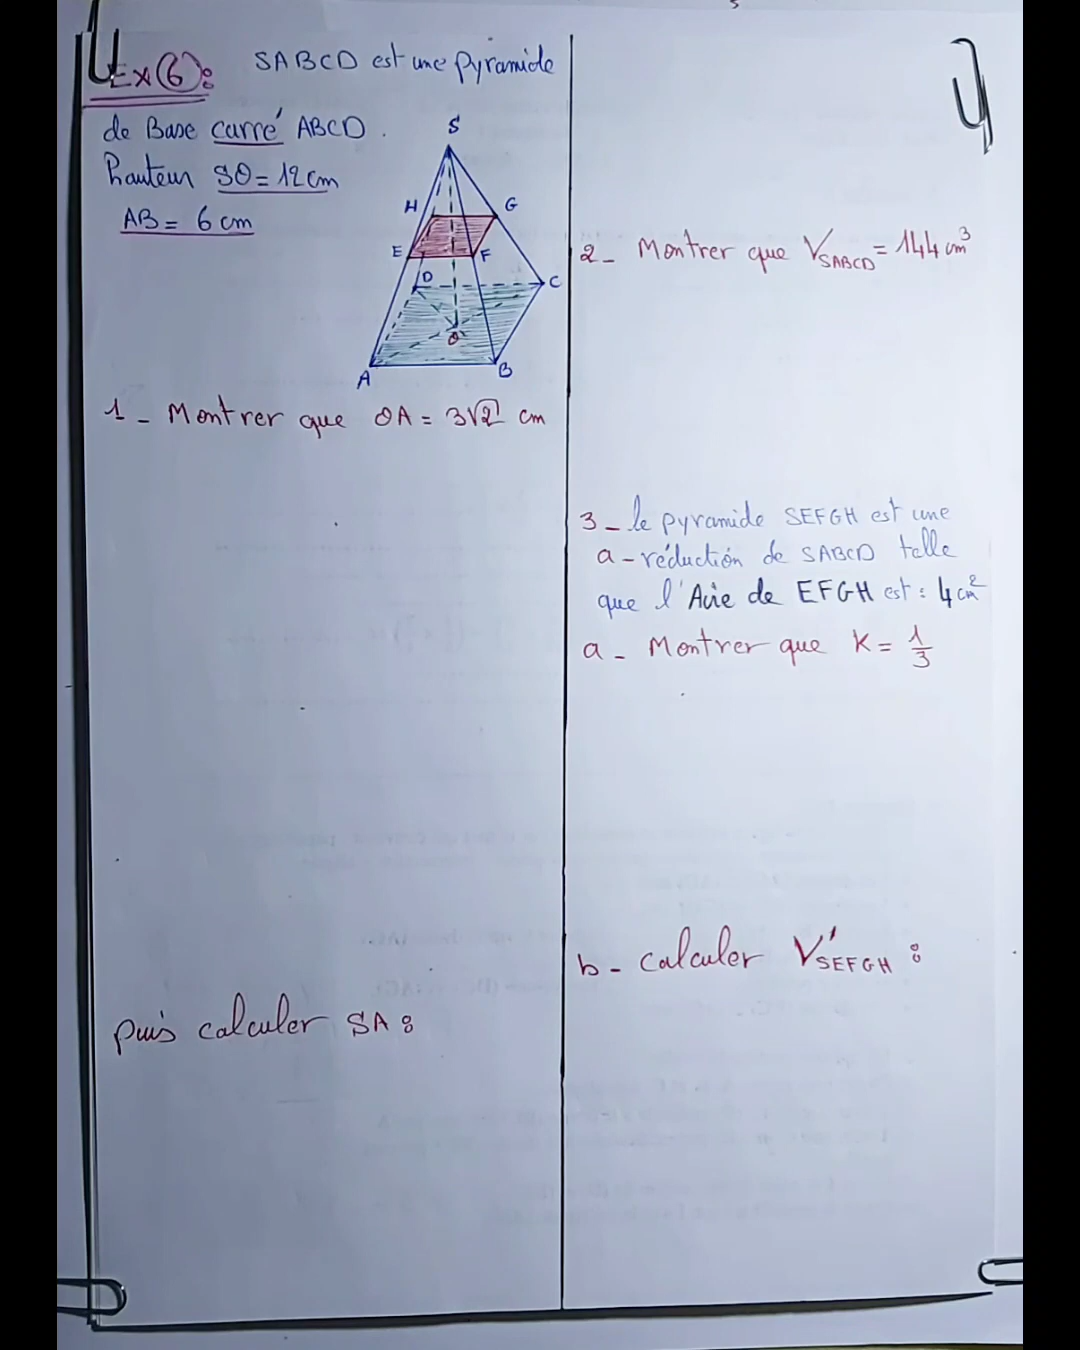 Ex(6): SABCD est une pyramide
de Base carré ABCD.
hauteur SO = 12 cm
AB = 6 cm
S
H
G
E
F
D
C
O
A
B
1 - Montrer que OA = 3√2 cm
puis calculer SA :
2 - Montrer que V_SABCD = 144 cm³
3 - le pyramide SEFGH est une
a - réduction de SABCD telle
que l'Aire de EFGH est : 4 cm²
a - Montrer que K = 1/3
b - calculer V'_SEFGH :